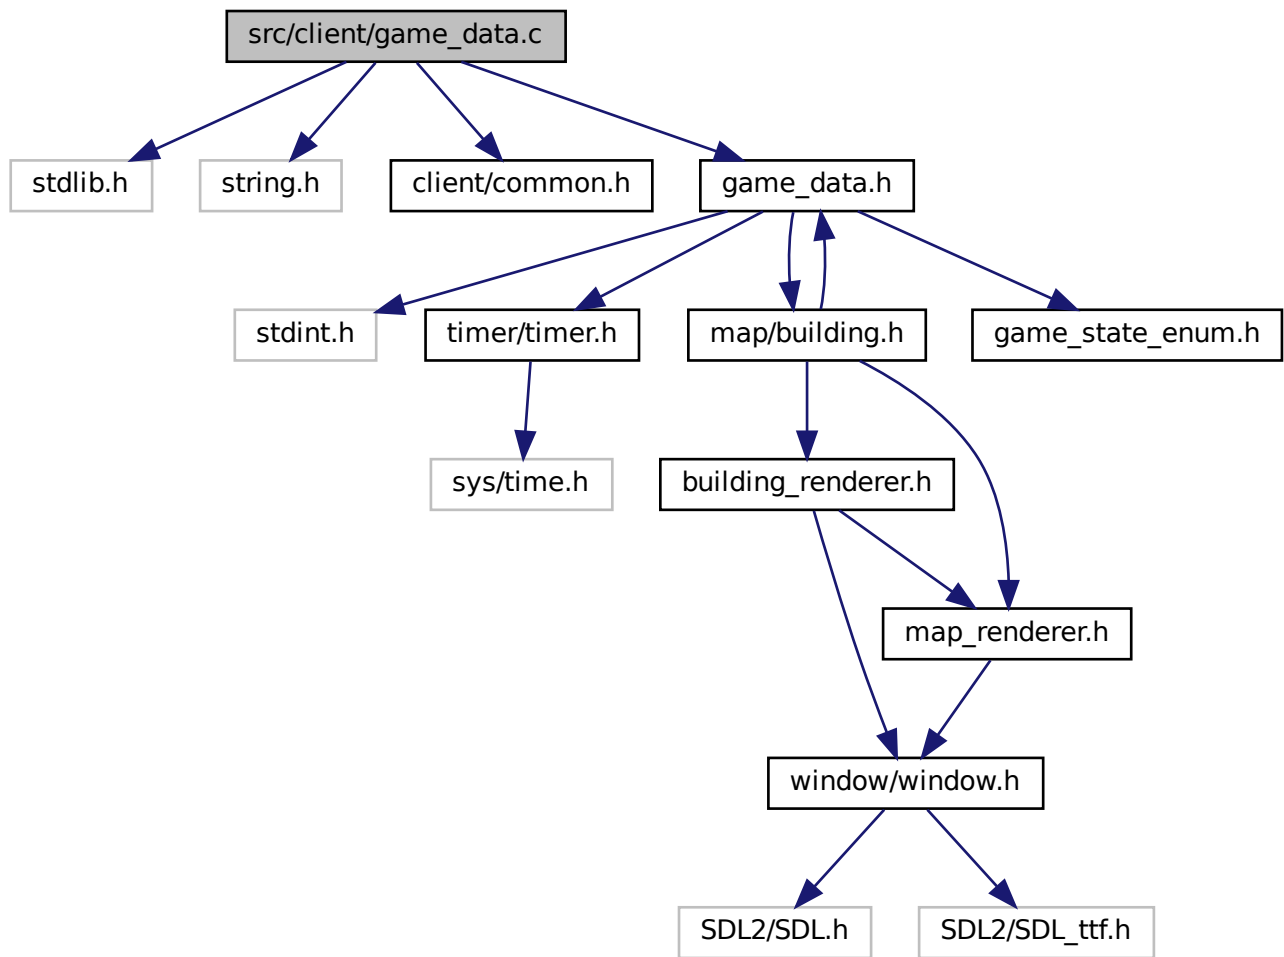 src/client/game_data.c
stdlib.h
string.h
client/common.h
game_data.h
stdint.h
timer/timer.h
map/building.h
game_state_enum.h
sys/time.h
building_renderer.h
map_renderer.h
window/window.h
SDL2/SDL.h
SDL2/SDL_ttf.h